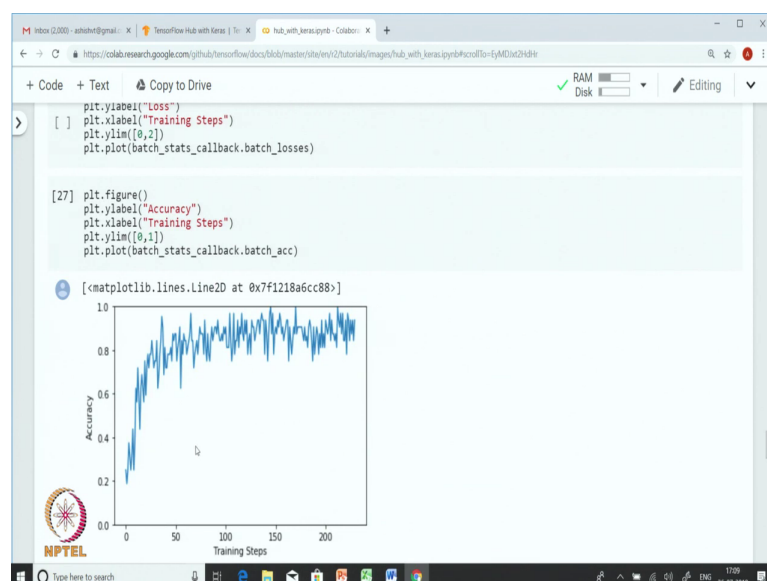 Inbox (2,000) - ashishvt@gmail.c
TensorFlow Hub with Keras | Ten
hub_with_keras.ipynb - Colabora
https://colab.research.google.com/github/tensorflow/docs/blob/master/site/en/r2/tutorials/images/hub_with_keras.ipynb#scrollTo=EyMDJxt2HdHr
+ Code + Text Copy to Drive
RAM
Disk
Editing
plt.ylabel("Loss")
[ ] plt.xlabel("Training Steps")
plt.ylim([0,2])
plt.plot(batch_stats_callback.batch_losses)
[27] plt.figure()
plt.ylabel("Accuracy")
plt.xlabel("Training Steps")
plt.ylim([0,1])
plt.plot(batch_stats_callback.batch_acc)
[<matplotlib.lines.Line2D at 0x7f1218a6cc88>]
1.0
0.8
0.6
0.4
0.2
0.0
Accuracy
0 50 100 150 200
Training Steps
NPTEL
Type here to search
ENG
17:09